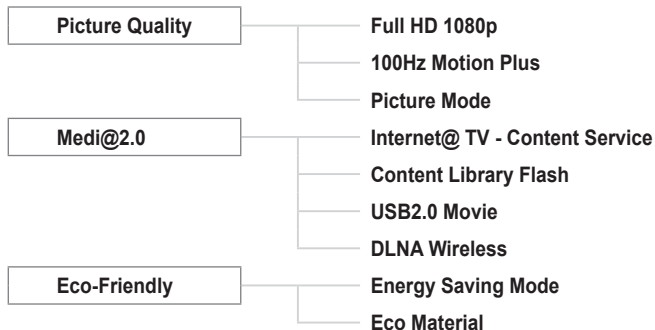 Picture Quality
Full HD 1080p
100Hz Motion Plus
Picture Mode
Medi@2.0
Internet@ TV - Content Service
Content Library Flash
USB2.0 Movie
DLNA Wireless
Eco-Friendly
Energy Saving Mode
Eco Material